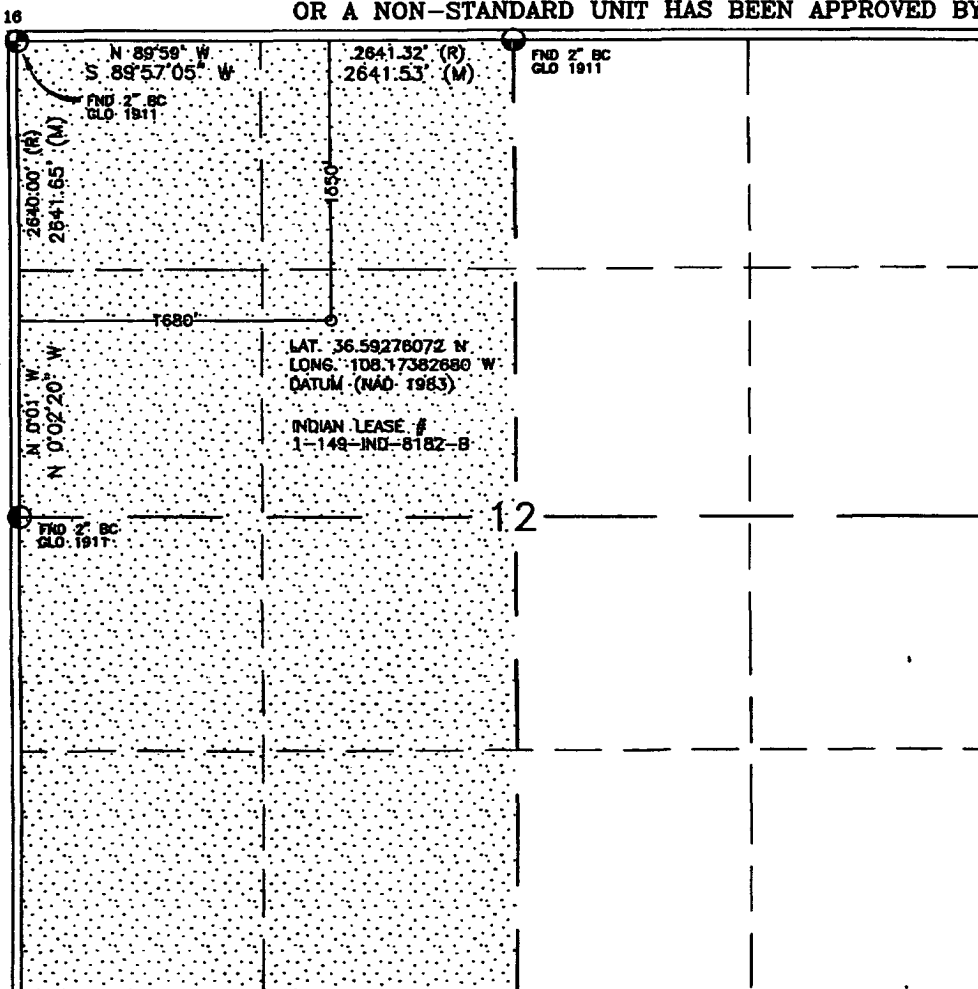 OR A NON-STANDARD UNIT HAS BEEN APPROVED BY
16
N 89°59' W
S 89°57'05" W
2641.32' (R)
2641.53' (M)
FND 2" BC
GLO 1911
FND 2" BC
GLO 1911
2640.00' (R)
2641.65' (M)
1650'
1680'
LAT. 36.59276072 N
LONG. 108.17382680 W
DATUM (NAD 1983)
INDIAN LEASE #
1-149-IND-8182-B
N 0°01' W
N 0°02'20" W
12
FND 2" BC
GLO 1911